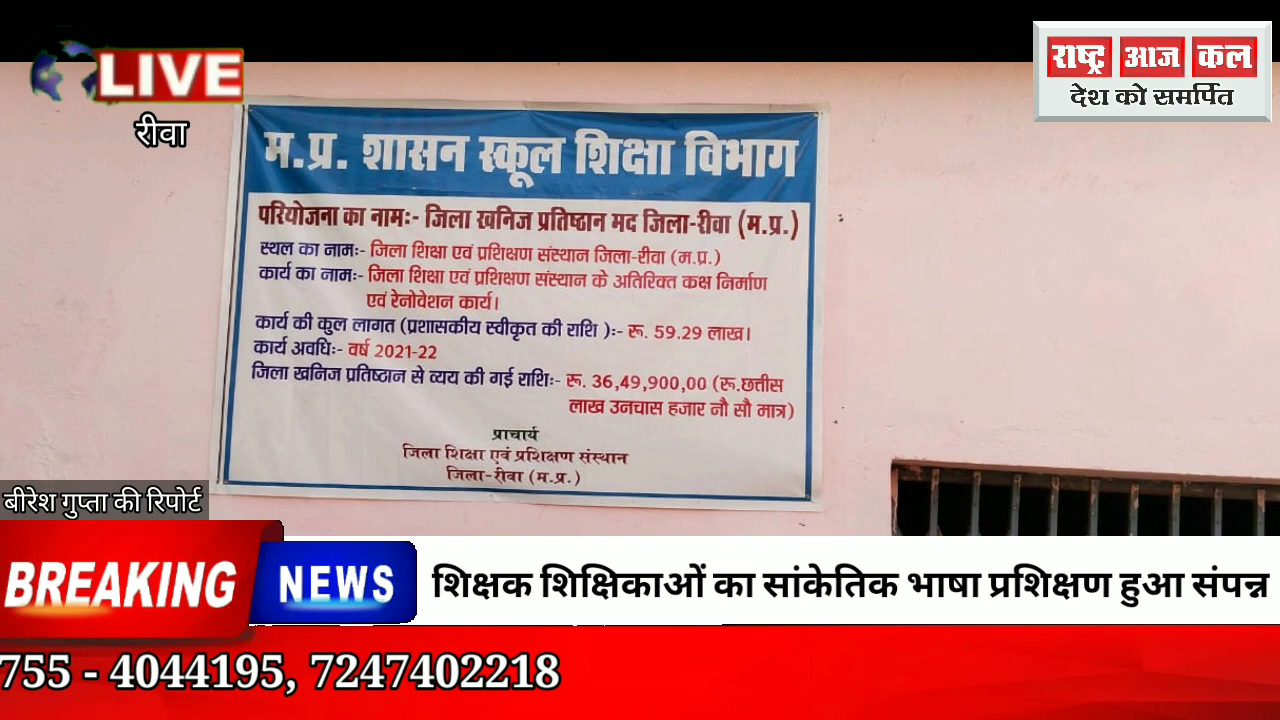 LIVE
रीवा
राष्ट्र आज कल
देश को समर्पित
म.प्र. शासन स्कूल शिक्षा विभाग
परियोजना का नामः- जिला खनिज प्रतिष्ठान मद जिला-रीवा (म.प्र.)
स्थल का नामः- जिला शिक्षा एवं प्रशिक्षण संस्थान जिला-रीवा (म.प्र.)
कार्य का नामः- जिला शिक्षा एवं प्रशिक्षण संस्थान के अतिरिक्त कक्ष निर्माण
एवं रेनोवेशन कार्य।
कार्य की कुल लागत (प्रशासकीय स्वीकृत की राशि ):- रू. 59.29 लाख।
कार्य अवधिः- वर्ष 2021-22
जिला खनिज प्रतिष्ठान से व्यय की गई राशिः- रू. 36,49,900,00 (रू.छत्तीस
लाख उनचास हजार नौ सौ मात्र)
प्राचार्य
जिला शिक्षा एवं प्रशिक्षण संस्थान
जिला-रीवा (म.प्र.)
बीरेश गुप्ता की रिपोर्ट
BREAKING NEWS
शिक्षक शिक्षिकाओं का सांकेतिक भाषा प्रशिक्षण हुआ संपन्न
755 - 4044195, 7247402218